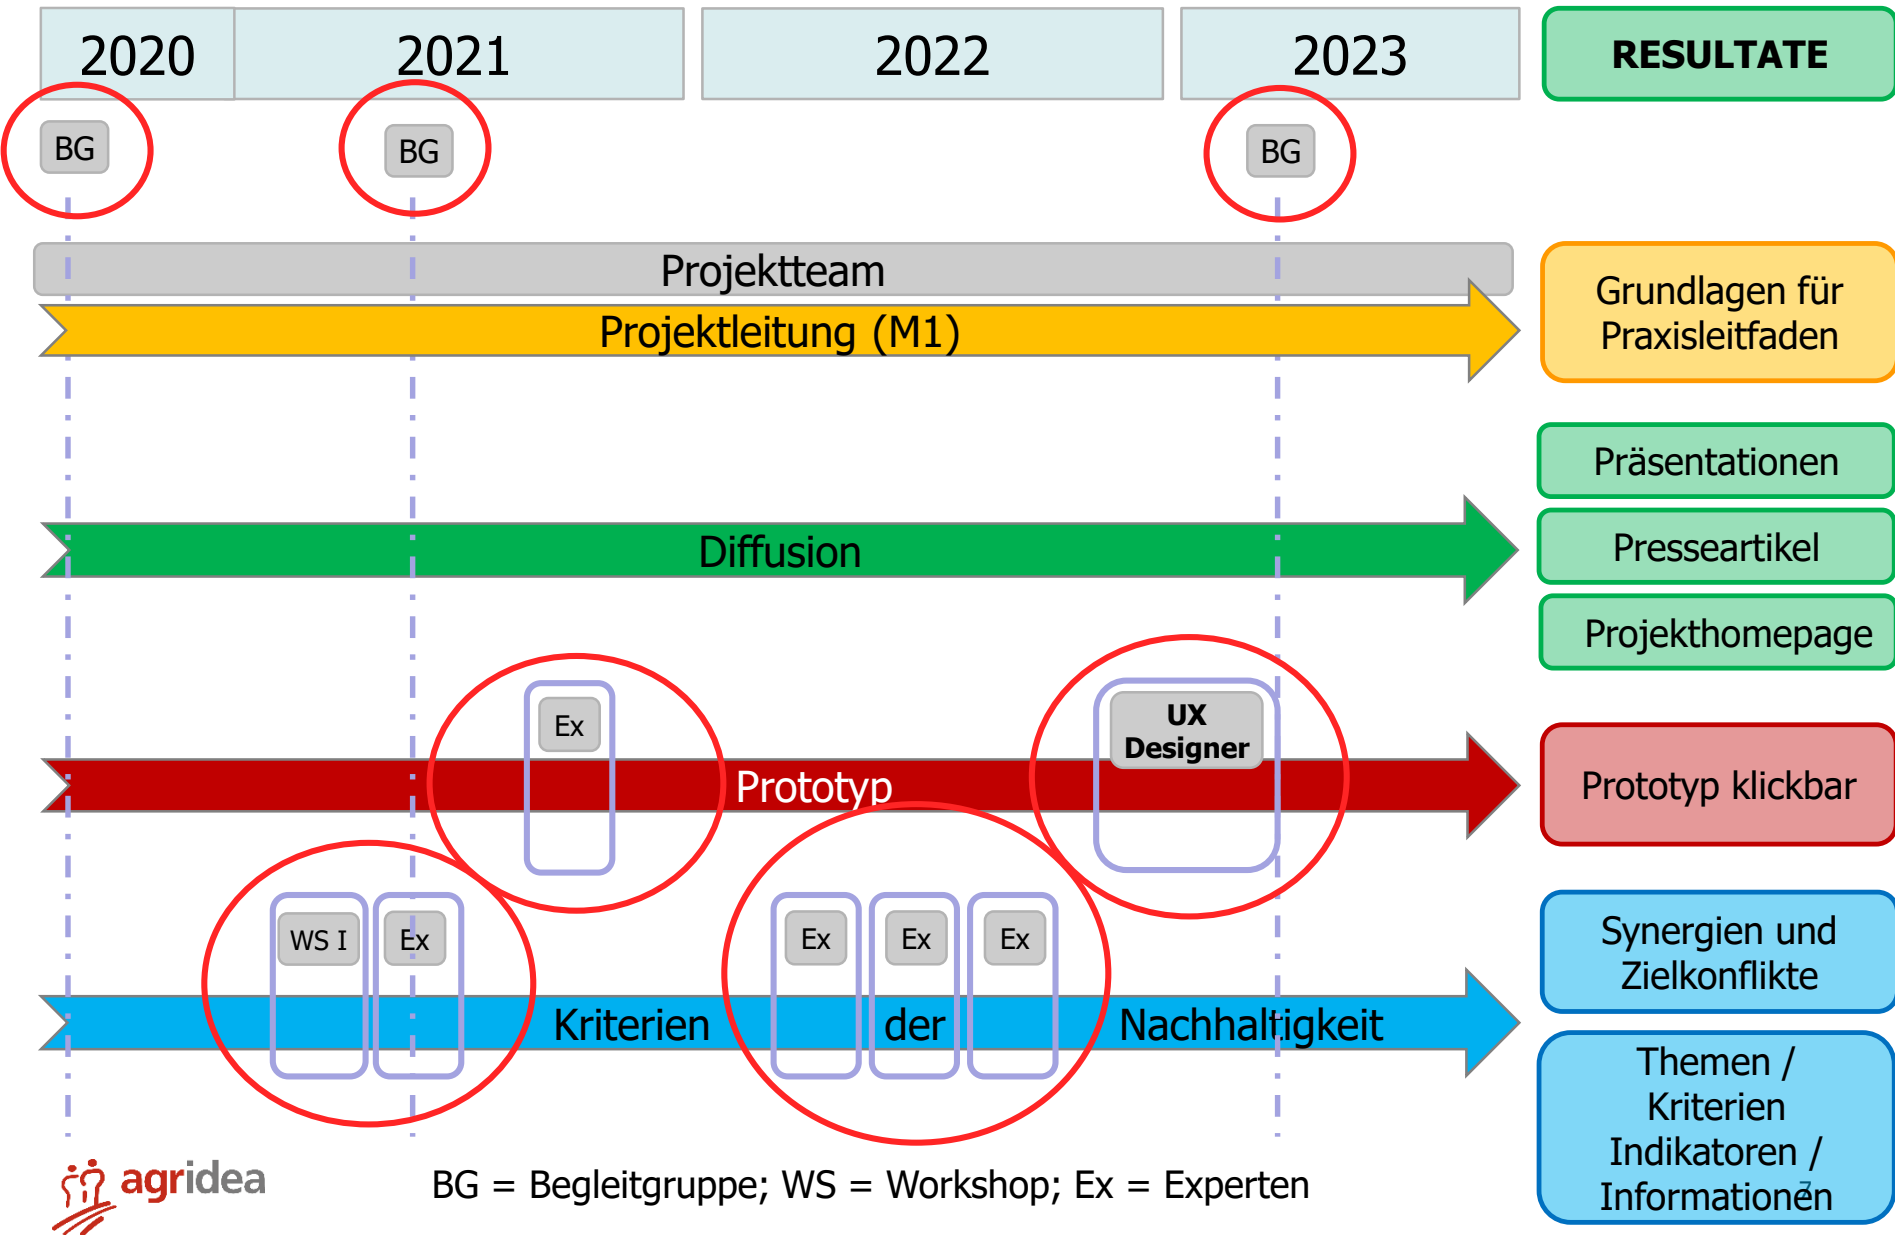 2020 2021 2022 2023 RESULTATE
BG BG BG
Projektteam
Projektleitung (M1)
Grundlagen für
Praxisleitfaden
Präsentationen
Diffusion
Presseartikel
Projekthomepage
Ex
UX
Designer
Prototyp
Prototyp klickbar
WS I Ex Ex Ex Ex
Kriterien der Nachhaltigkeit
Synergien und
Zielkonflikte
Themen /
Kriterien
Indikatoren /
Informationen
7
agridea
BG = Begleitgruppe; WS = Workshop; Ex = Experten